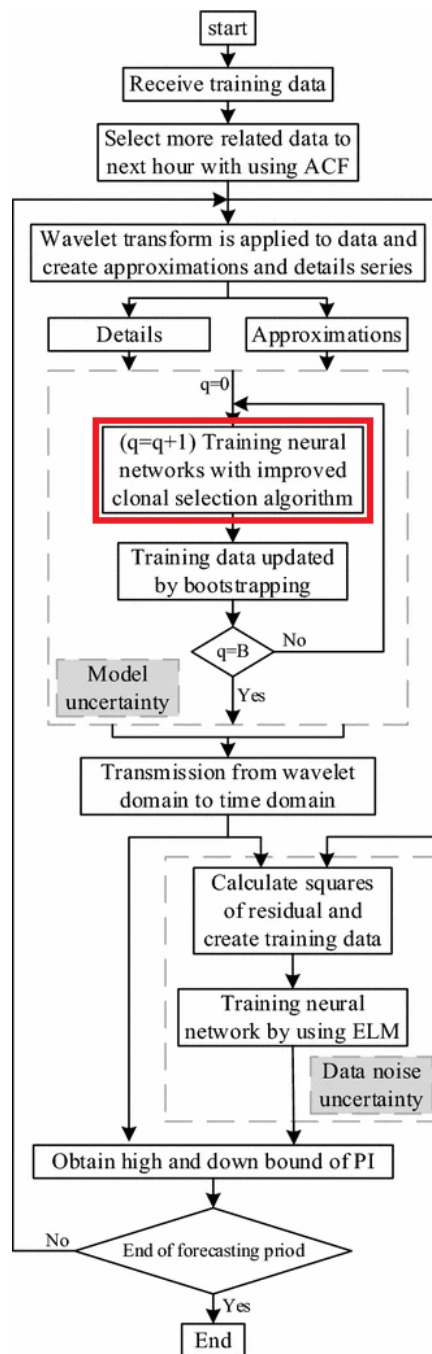 start
Receive training data
Select more related data to
next hour with using ACF
Wavelet transform is applied to data and
create approximations and details series
Details
Approximations
q=0
(q=q+1) Training neural
networks with improved
clonal selection algorithm
Training data updated
by bootstrapping
q=B
No
Yes
Model
uncertainty
Transmission from wavelet
domain to time domain
Calculate squares
of residual and
create training data
Training neural
network by using ELM
Data noise
uncertainty
Obtain high and down bound of PI
End of forecasting priod
No
Yes
End